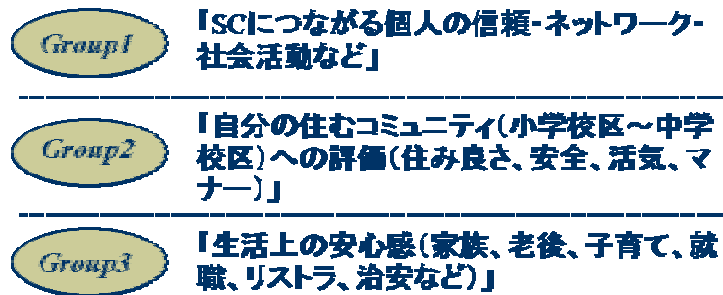 Group1
「SCにつながる個人の信頼・ネットワーク・
社会活動など」
Group2
「自分の住むコミュニティ(小学校区～中学
校区)への評価(住み良さ、安全、活気、マ
ナー)」
Group3
「生活上の安心感(家族、老後、子育て、就
職、リストラ、治安など)」